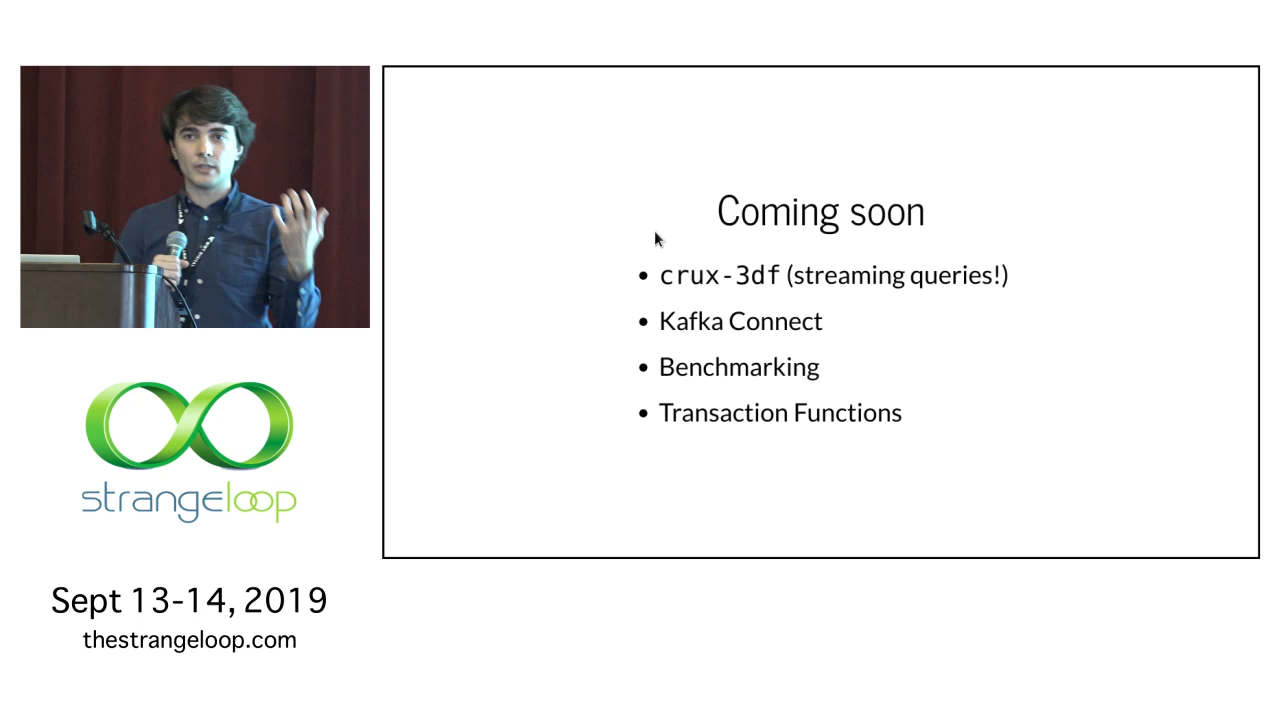 Coming soon
• crux-3df (streaming queries!)
• Kafka Connect
• Benchmarking
• Transaction Functions
strangeloop
Sept 13-14, 2019
thestrangeloop.com